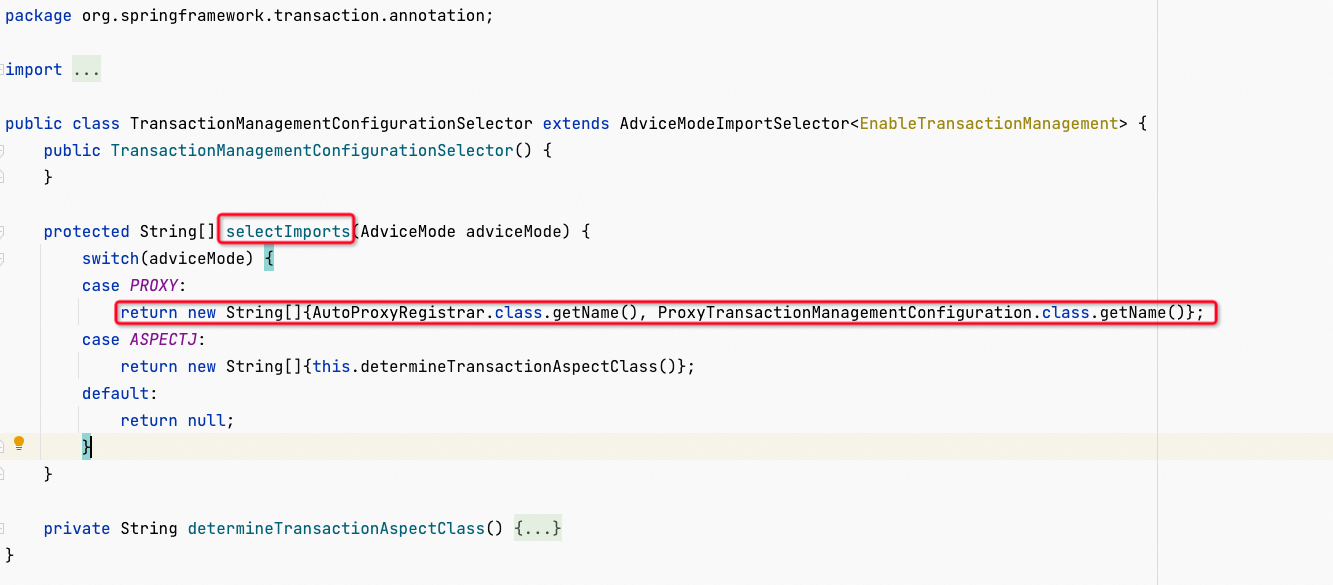 package org.springframework.transaction.annotation;
import ...
public class TransactionManagementConfigurationSelector extends AdviceModeImportSelector<EnableTransactionManagement> {
public TransactionManagementConfigurationSelector() {
}
protected String[] selectImports(AdviceMode adviceMode) {
switch(adviceMode) {
case PROXY:
return new String[]{AutoProxyRegistrar.class.getName(), ProxyTransactionManagementConfiguration.class.getName()};
case ASPECTJ:
return new String[]{this.determineTransactionAspectClass()};
default:
return null;
}
}
private String determineTransactionAspectClass() {...}
}